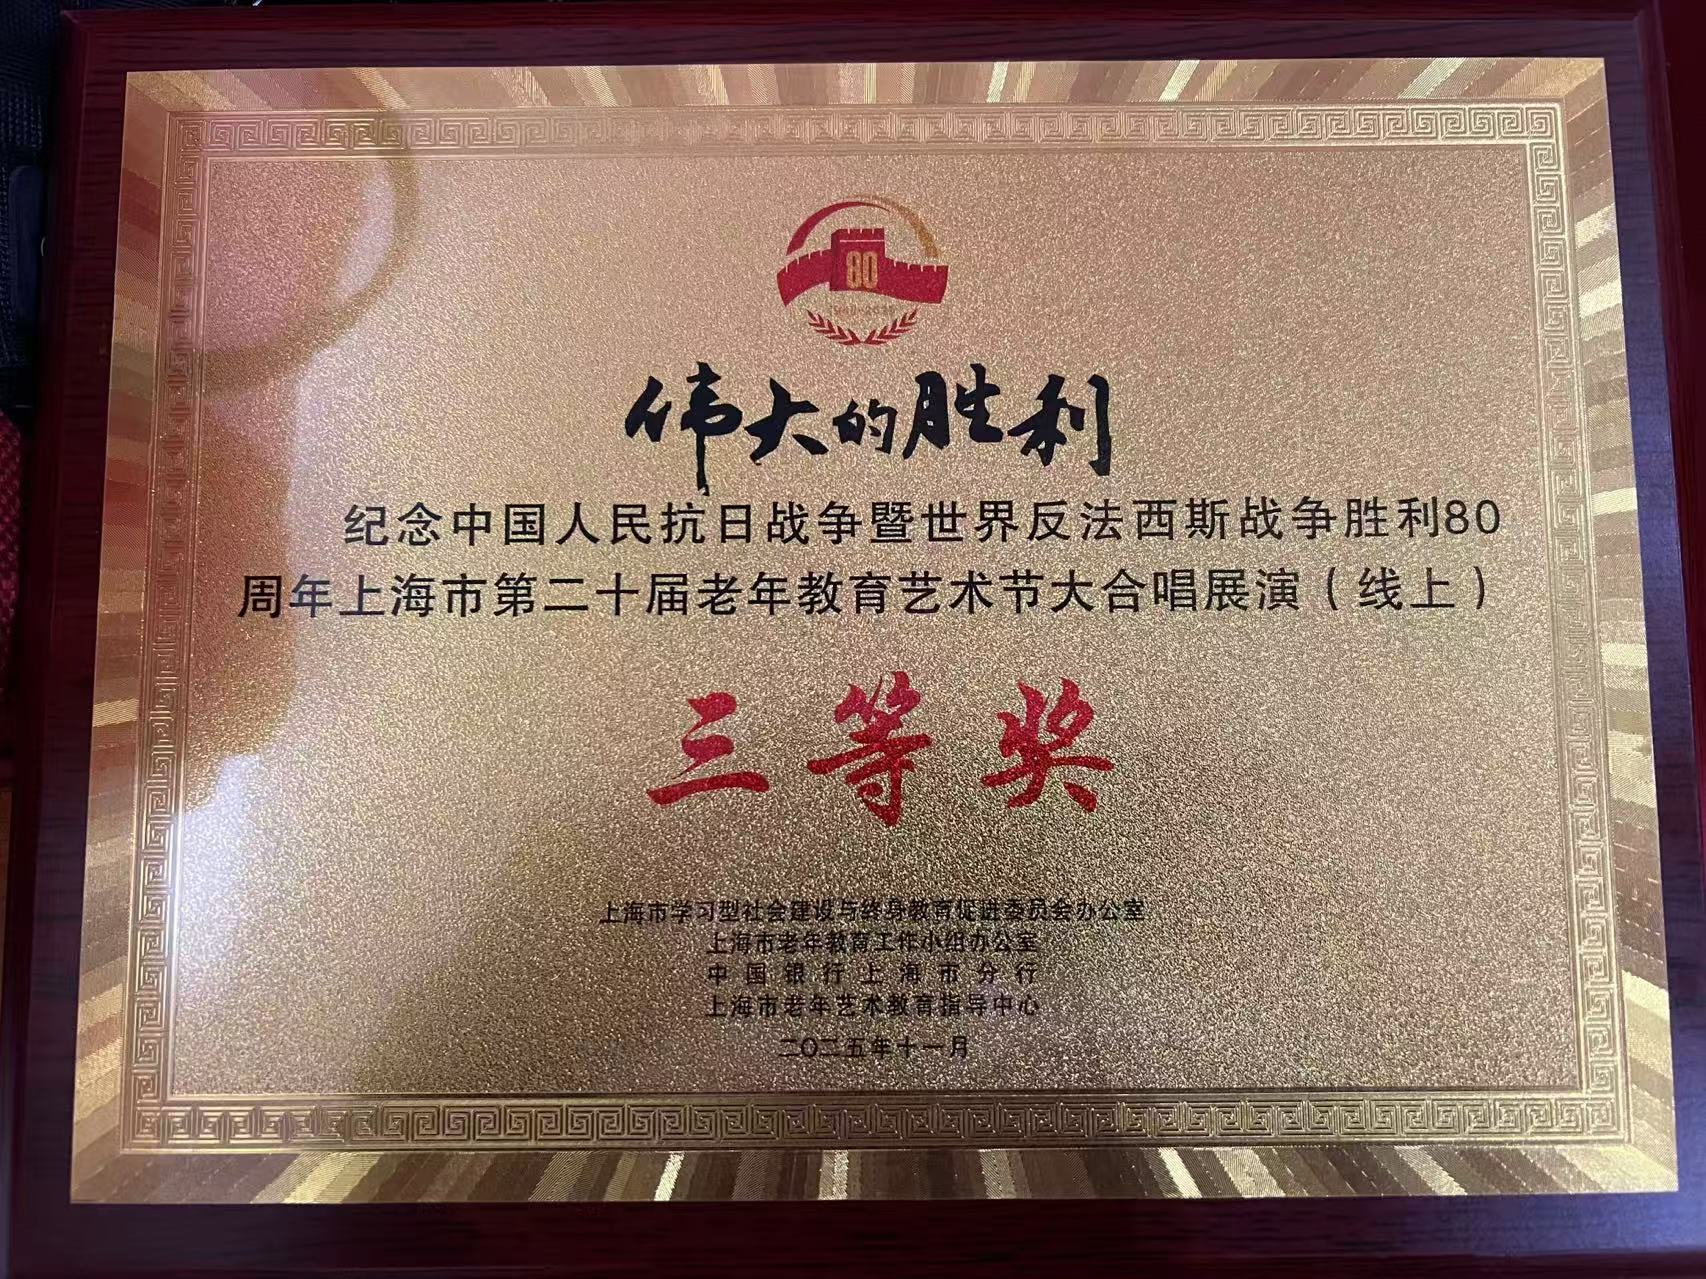 80
伟大的胜利
纪念中国人民抗日战争暨世界反法西斯战争胜利80
周年上海市第二十届老年教育艺术节大合唱展演（线上）
三等奖
上海市学习型社会建设与终身教育促进委员会办公室
上海市老年教育工作小组办公室
中国银行上海市分行
上海市老年艺术教育指导中心
二〇二五年十一月